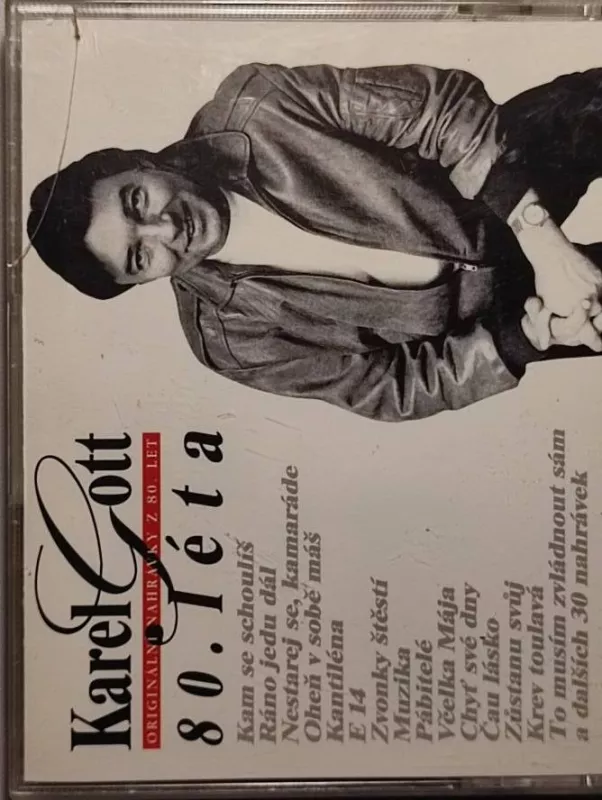 Karel Gott
ORIGINÁLNÍ NAHRÁVKY Z 80. LET
80. léta
Kam se schoulíš
Ráno jedu dál
Nestarej se, kamaráde
Oheň v sobě máš
Kantiléna
E 14
Zvonky štěstí
Muzika
Pábitelé
Včelka Mája
Chyť své dny
Čau lásko
Zůstanu svůj
Krev toulavá
To musím zvládnout sám
a dalších 30 nahrávek